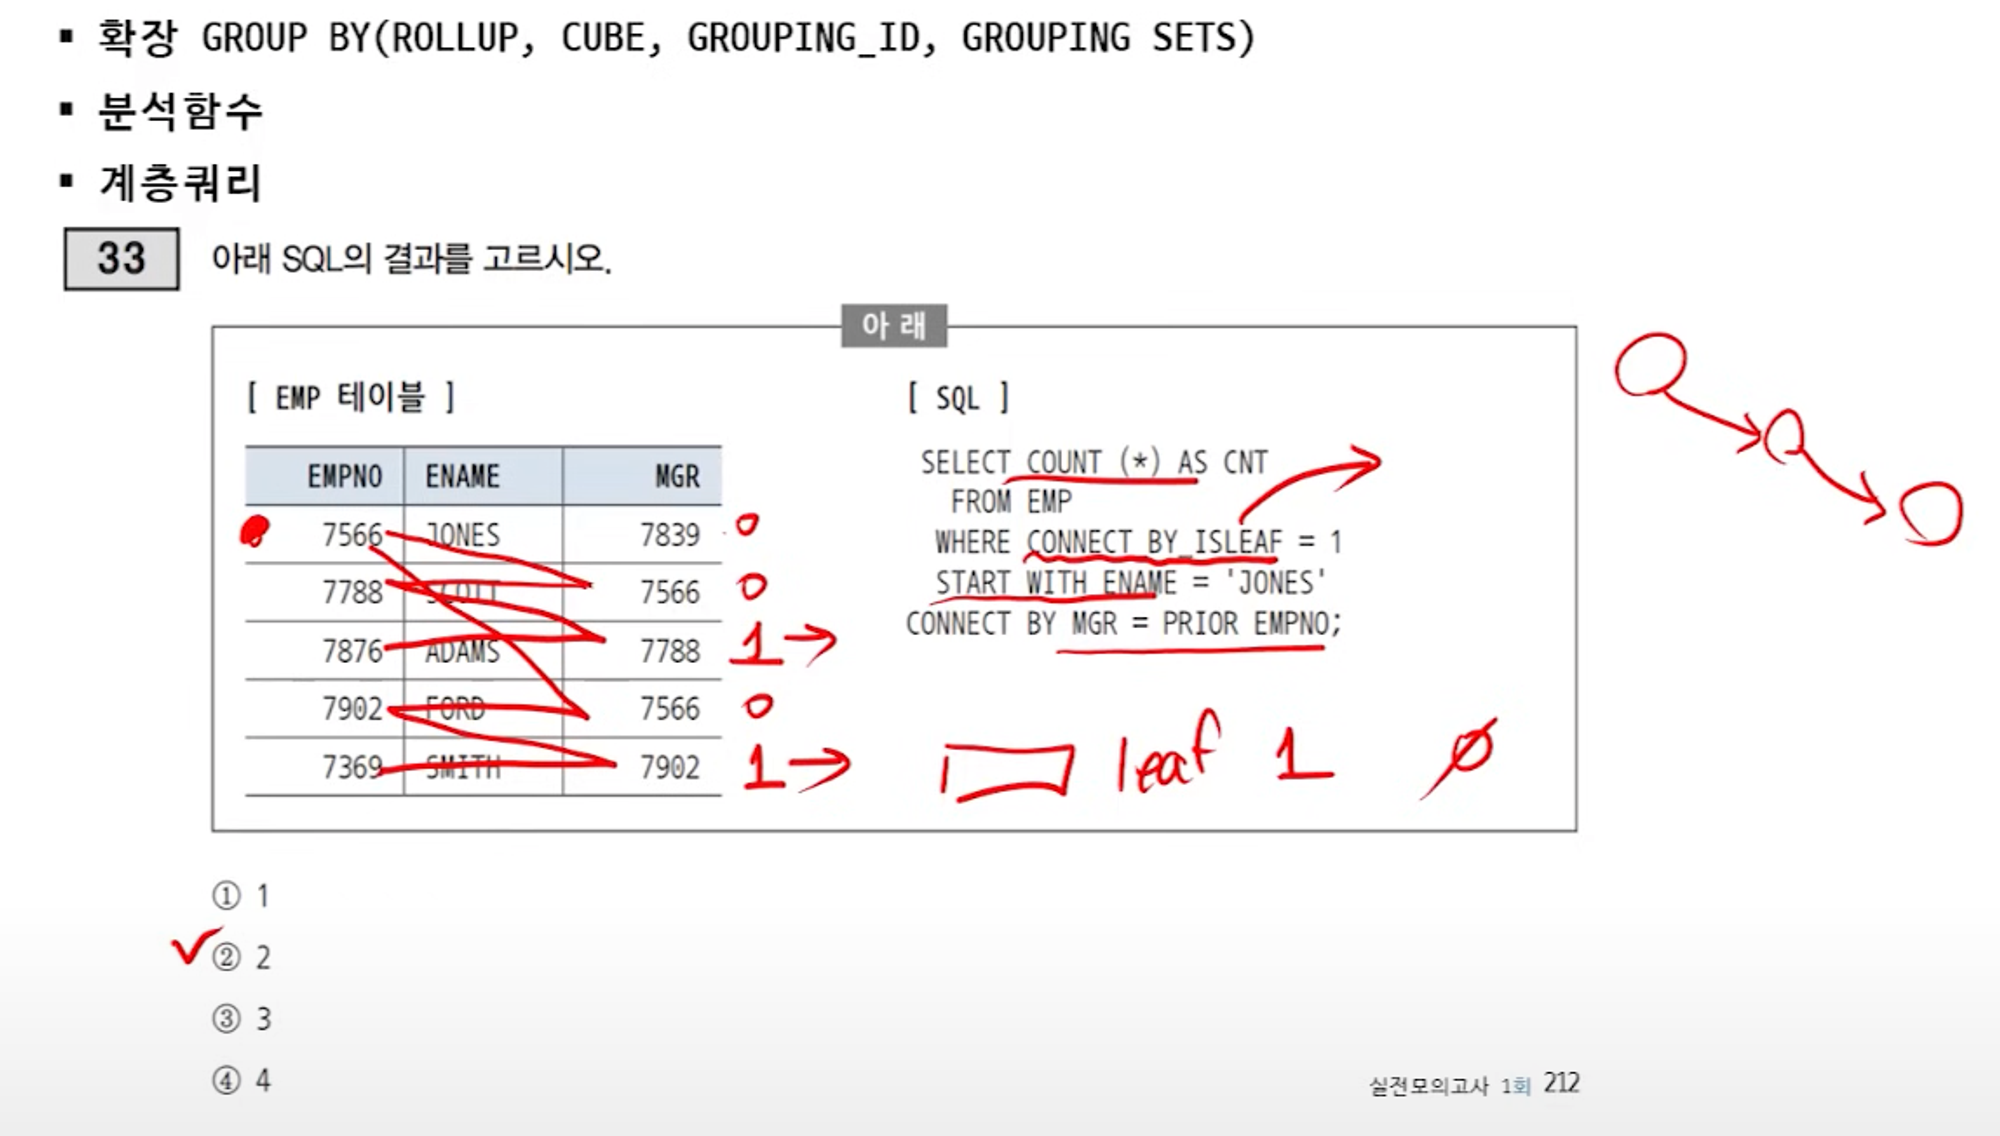 ▪ 확장 GROUP BY(ROLLUP, CUBE, GROUPING_ID, GROUPING SETS)
▪ 분석함수
▪ 계층쿼리
33 아래 SQL의 결과를 고르시오.
아 래
[ EMP 테이블 ]
EMPNO ENAME MGR
7566 JONES 7839 0
7788 SCOTT 7566 0
7876 ADAMS 7788 1
7902 FORD 7566 0
7369 SMITH 7902 1
[ SQL ]
SELECT COUNT (*) AS CNT
FROM EMP
WHERE CONNECT_BY_ISLEAF = 1
START WITH ENAME = 'JONES'
CONNECT BY MGR = PRIOR EMPNO;
leaf 1 0
① 1
② 2
③ 3
④ 4
실전모의고사 1회 212